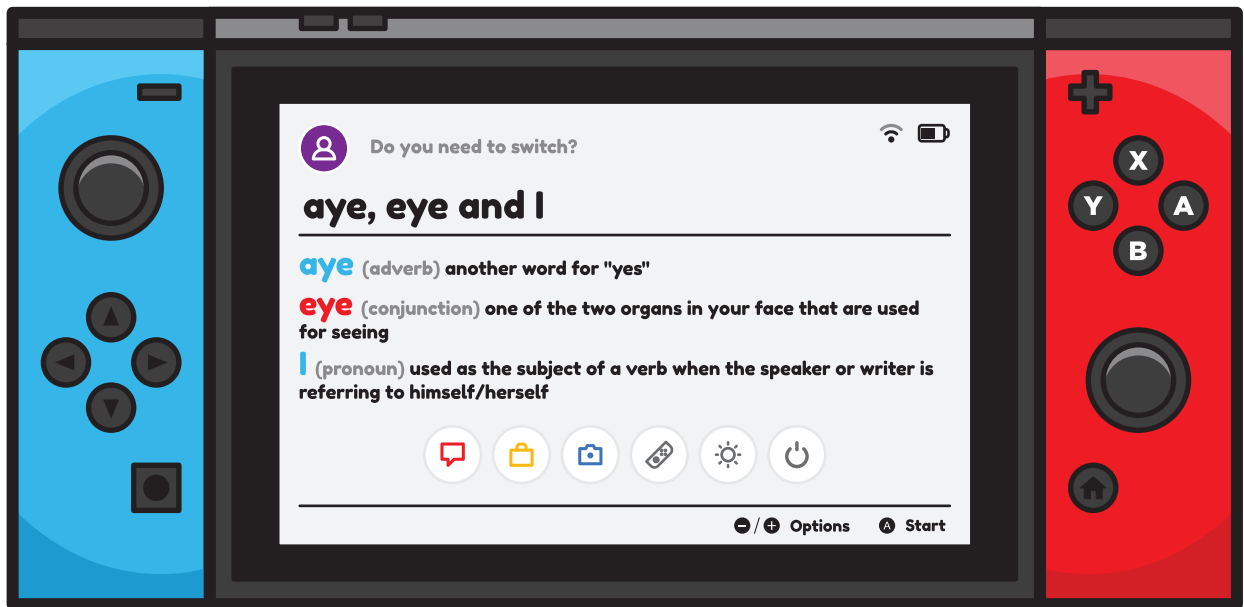 Do you need to switch?
aye, eye and I
aye (adverb) another word for "yes"
eye (conjunction) one of the two organs in your face that are used
for seeing
I (pronoun) used as the subject of a verb when the speaker or writer is
referring to himself/herself
X
Y A
B
-/+ Options A Start